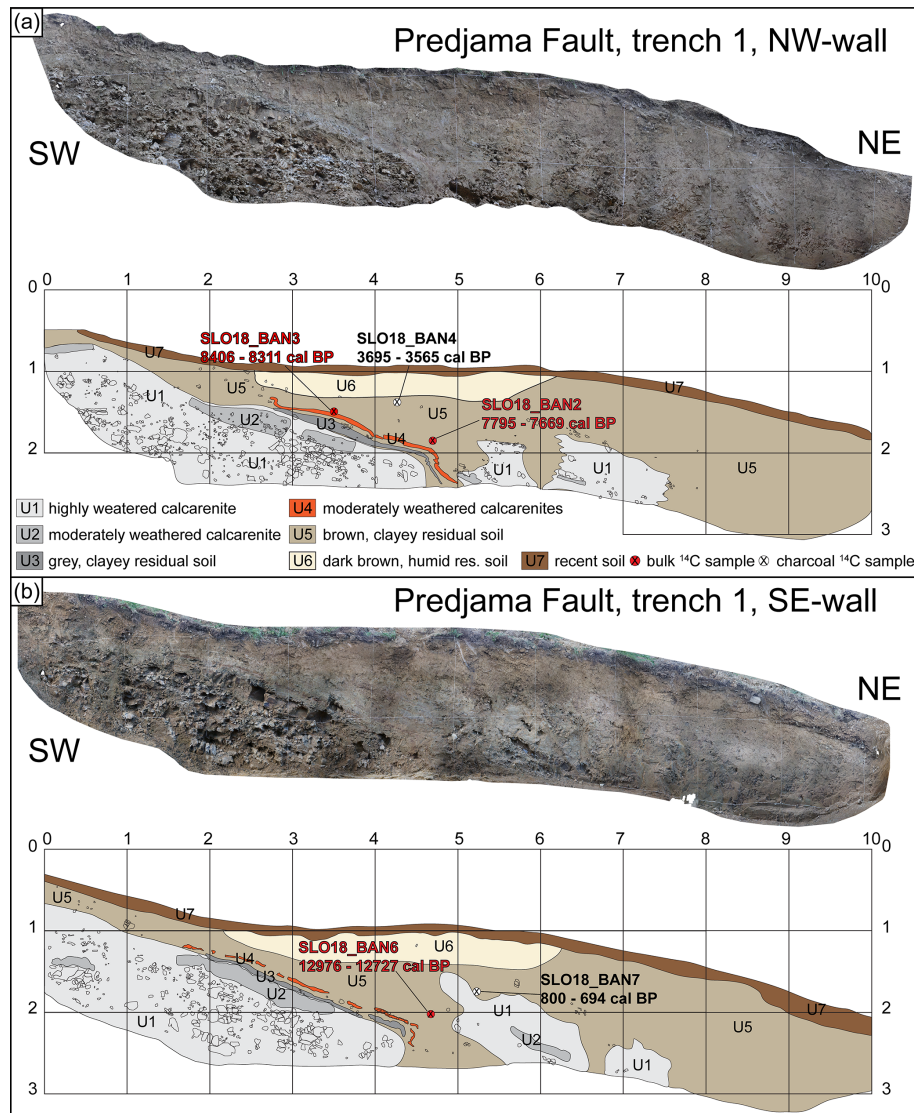 (a)
Predjama Fault, trench 1, NW-wall
SW
NE
0 1 2 3 4 5 6 7 8 9 10
0 0
SLO18_BAN3
8406 - 8311 cal BP
SLO18_BAN4
3695 - 3565 cal BP
U7
1 1
U5
U6
U7
U1
SLO18_BAN2
7795 - 7669 cal BP
U5
U2
U3
U4
2 2
U1
U1
U1
U5
U1 highly weatered calcarenite
U4 moderately weathered calcarenites
U2 moderately weathered calcarenite
U5 brown, clayey residual soil
3 3
U3 grey, clayey residual soil
U6 dark brown, humid res. soil
U7 recent soil
bulk ¹⁴C sample
charcoal ¹⁴C sample
(b)
Predjama Fault, trench 1, SE-wall
SW
NE
0 1 2 3 4 5 6 7 8 9 10
0 0
U5
U7
1 1
U6
SLO18_BAN6
12976 - 12727 cal BP
U4
U3
U5
U2
SLO18_BAN7
800 - 694 cal BP
2 2
U1
U1
U7
U5
U2
U1
3 3